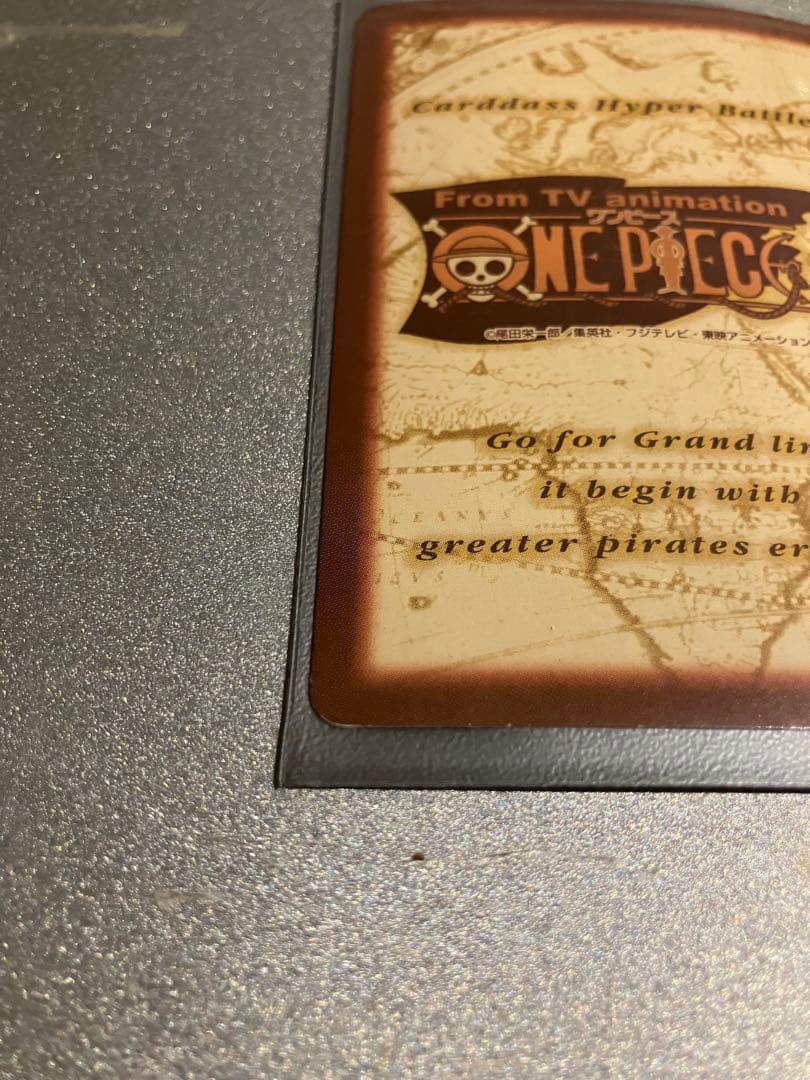 Carddass Hyper Battle
From TV animation
ワンピース
ONE PIECE
©尾田栄一郎/集英社・フジテレビ・東映アニメーション
Go for Grand lin
it begin with
greater pirates er